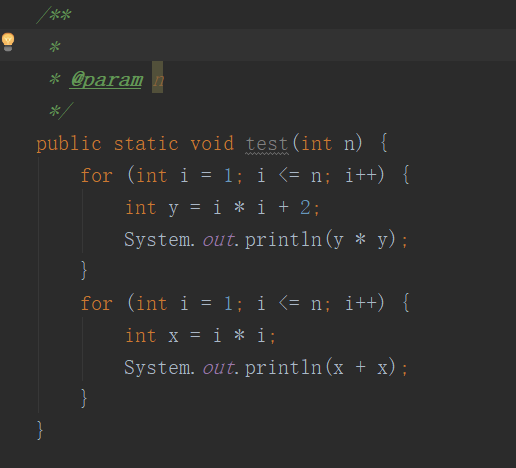 /**
 *
 * @param n
 */
public static void test(int n) {
    for (int i = 1; i <= n; i++) {
        int y = i * i + 2;
        System.out.println(y * y);
    }
    for (int i = 1; i <= n; i++) {
        int x = i * i;
        System.out.println(x + x);
    }
}